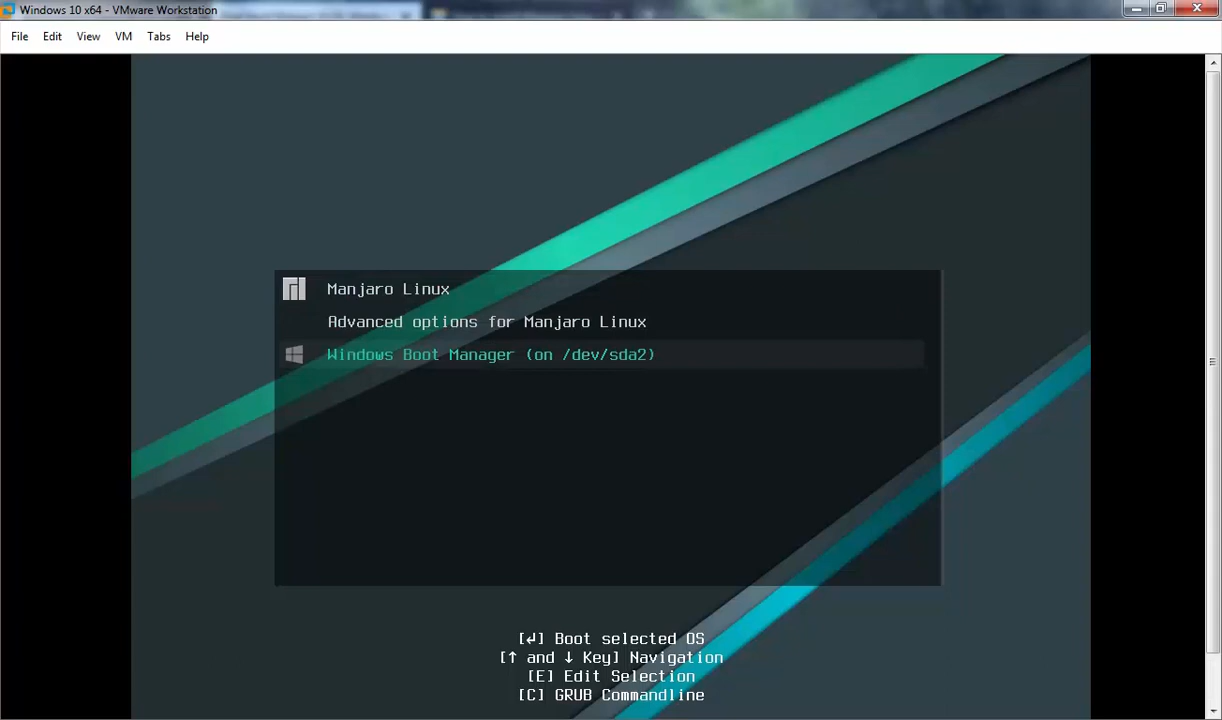 Windows 10 x64 - VMware Workstation
File Edit View VM Tabs Help
Manjaro Linux
Advanced options for Manjaro Linux
Windows Boot Manager (on /dev/sda2)
[↵] Boot selected OS
[↑ and ↓ Key] Navigation
[E] Edit Selection
[C] GRUB Commandline